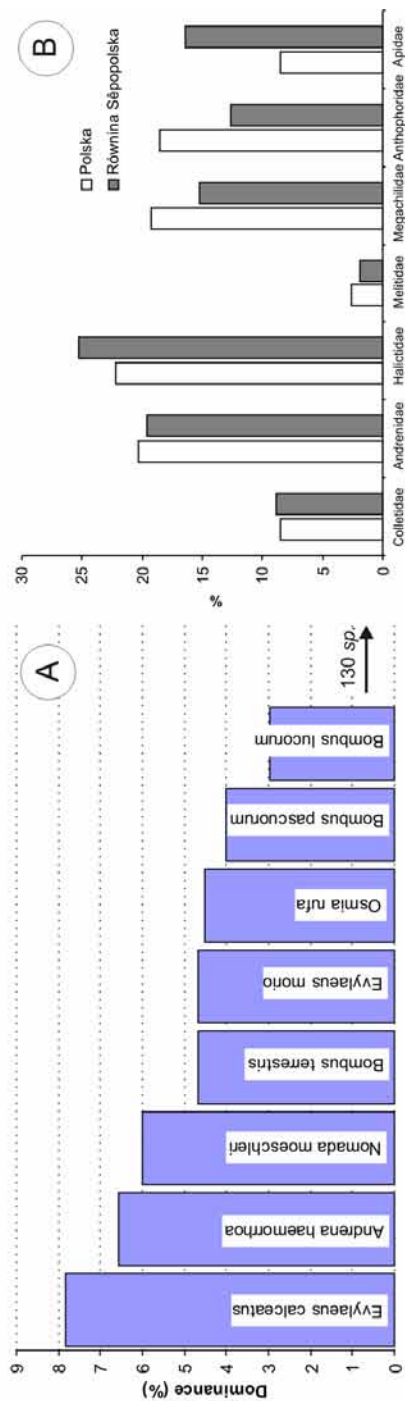 A
Dominance (%)
9
8
7
6
5
4
3
2
1
0
Evylaeus calceatus
Andrena haemorrhoa
Nomada moeschleri
Bombus terrestris
Evylaeus morio
Osmia rufa
Bombus pascuorum
Bombus lucorum
130 sp.
B
Polska
Równina Sępopolska
%
30
25
20
15
10
5
0
Colletidae Andrenidae Halictidae Melitidae Megachilidae Anthophoridae Apidae